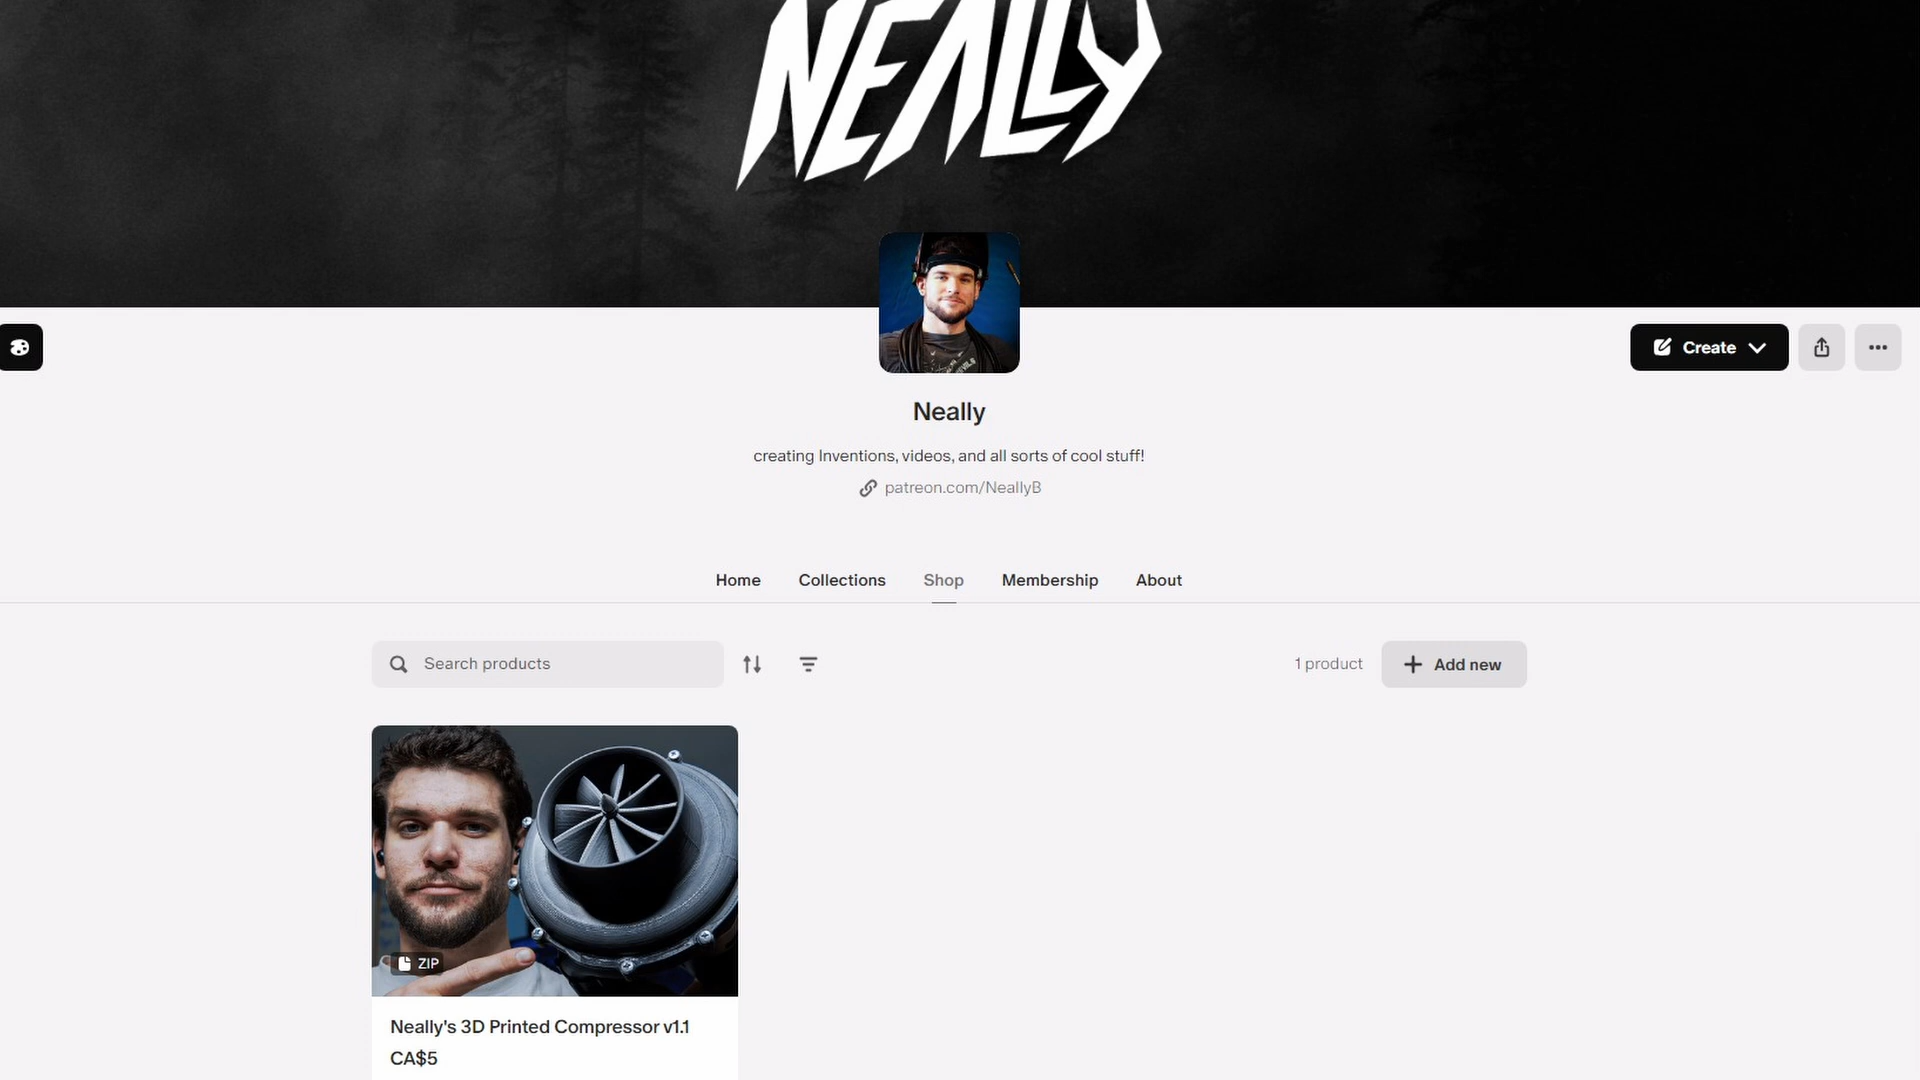 NEALLY
Create
Neally
creating Inventions, videos, and all sorts of cool stuff!
patreon.com/NeallyB
Home Collections Shop Membership About
Search products
1 product
Add new
ZIP
Neally's 3D Printed Compressor v1.1
CA$5